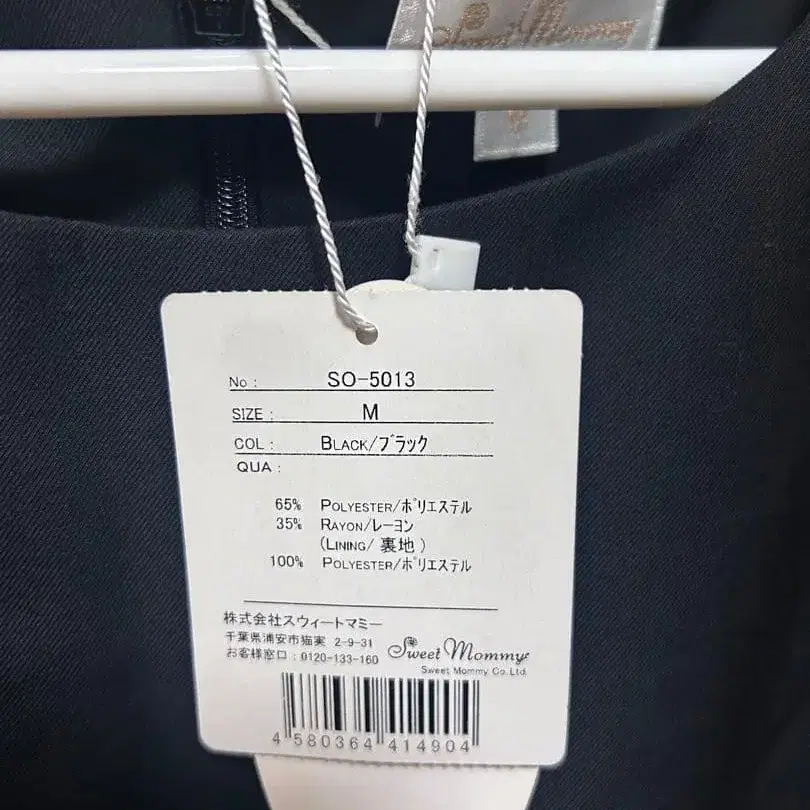 Sweet Mommy
No : SO-5013
SIZE : M
COL : BLACK/ブラック
QUA :
65% POLYESTER/ポリエステル
35% RAYON/レーヨン
(LINING/ 裏地 )
100% POLYESTER/ポリエステル
株式会社スウィートマミー
千葉県浦安市猫実 2-9-31
お客様窓口 : 0120-133-160
Sweet Mommy
Sweet Mommy Co. Ltd.
4 580364 414904